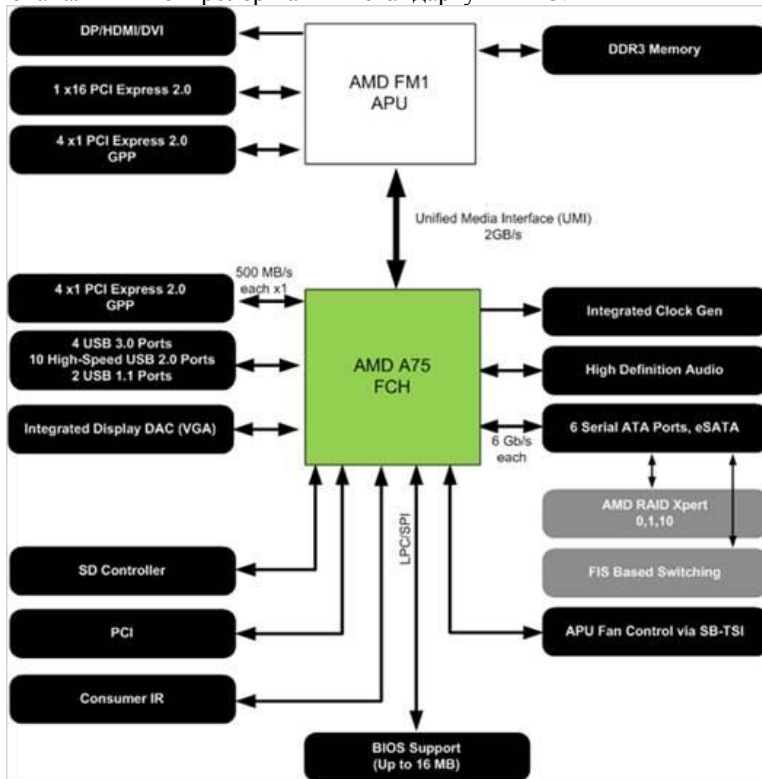 DP/HDMI/DVI
AMD FM1
APU
DDR3 Memory
1 x16 PCI Express 2.0
4 x1 PCI Express 2.0
GPP
Unified Media Interface (UMI)
2GB/s
500 MB/s
each x1
4 x1 PCI Express 2.0
GPP
AMD A75
FCH
Integrated Clock Gen
4 USB 3.0 Ports
10 High-Speed USB 2.0 Ports
2 USB 1.1 Ports
High Definition Audio
Integrated Display DAC (VGA)
6 Serial ATA Ports, eSATA
6 Gb/s
each
AMD RAID Xpert
0,1,10
LPC/SPI
SD Controller
FIS Based Switching
PCI
APU Fan Control via SB-TSI
Consumer IR
BIOS Support
(Up to 16 MB)